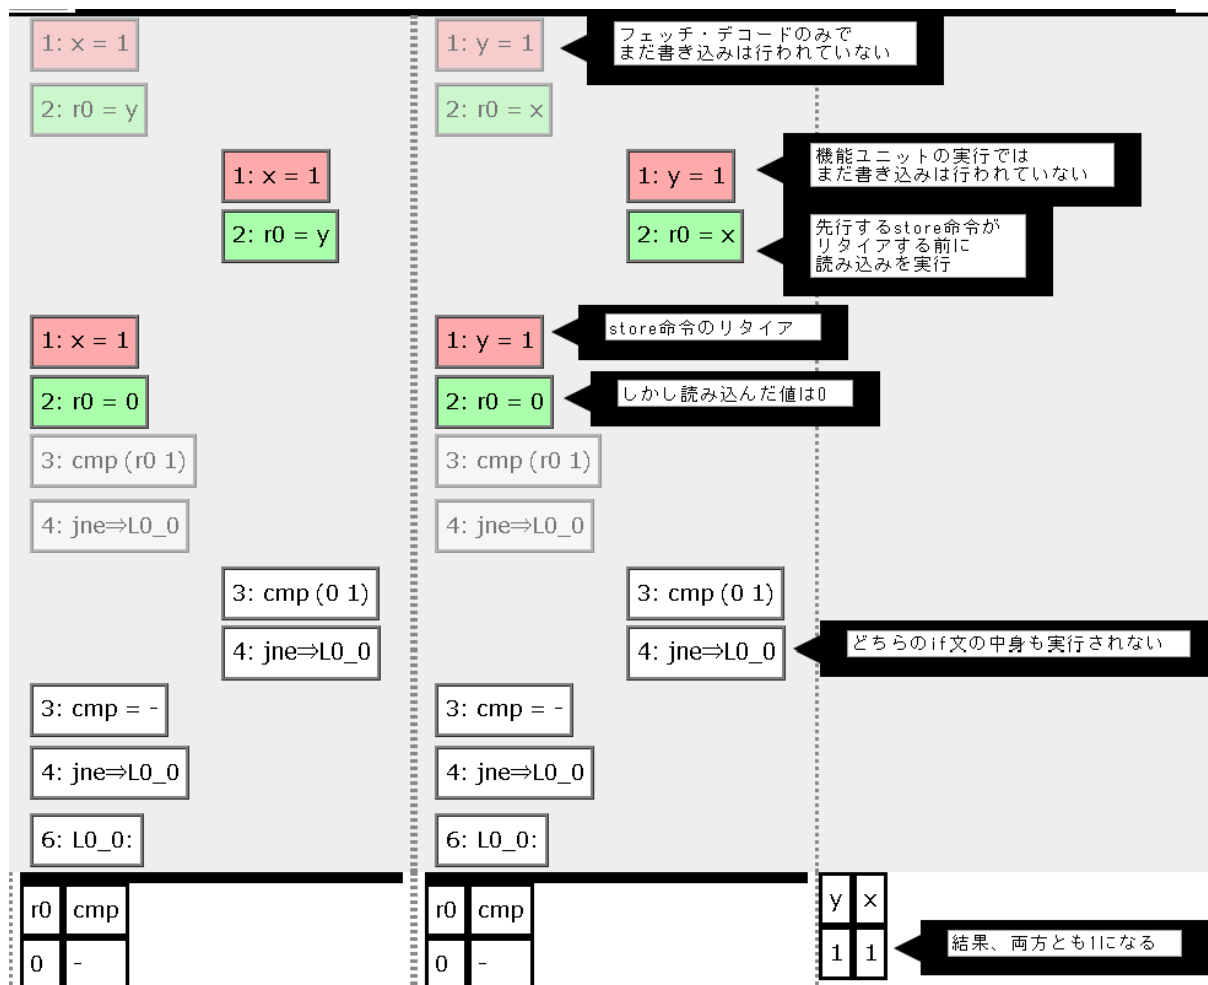 1: x = 1
1: y = 1
フェッチ・デコードのみで
まだ書き込みは行われていない
2: r0 = y
2: r0 = x
1: x = 1
1: y = 1
機能ユニットの実行では
まだ書き込みは行われていない
2: r0 = y
2: r0 = x
先行するstore命令が
リタイアする前に
読み込みを実行
1: x = 1
1: y = 1
store命令のリタイア
2: r0 = 0
2: r0 = 0
しかし読み込んだ値は0
3: cmp (r0 1)
3: cmp (r0 1)
4: jne⇒L0_0
4: jne⇒L0_0
3: cmp (0 1)
3: cmp (0 1)
4: jne⇒L0_0
4: jne⇒L0_0
どちらのif文の中身も実行されない
3: cmp = -
3: cmp = -
4: jne⇒L0_0
4: jne⇒L0_0
6: L0_0:
6: L0_0:
r0 cmp
r0 cmp
y x
0 -
0 -
1 1
結果、両方とも1になる